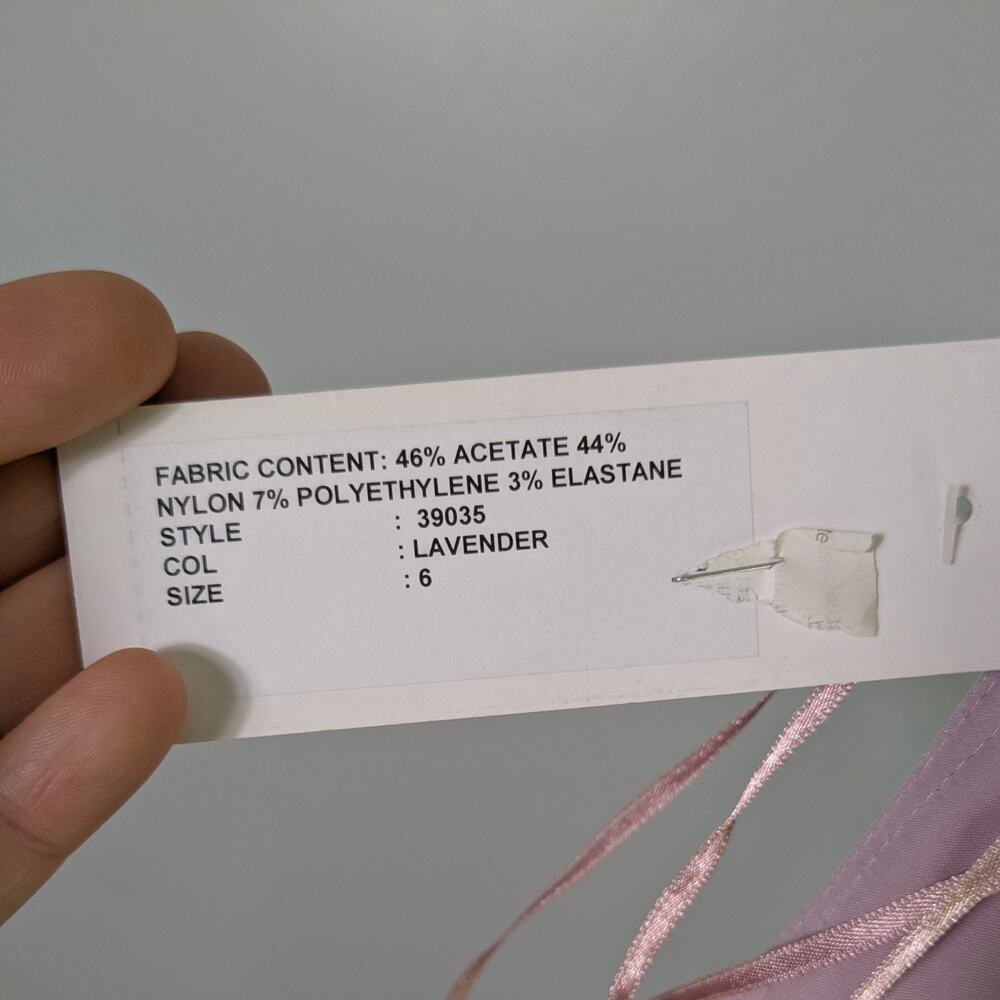 FABRIC CONTENT: 46% ACETATE 44%
NYLON 7% POLYETHYLENE 3% ELASTANE
STYLE : 39035
COL : LAVENDER
SIZE : 6